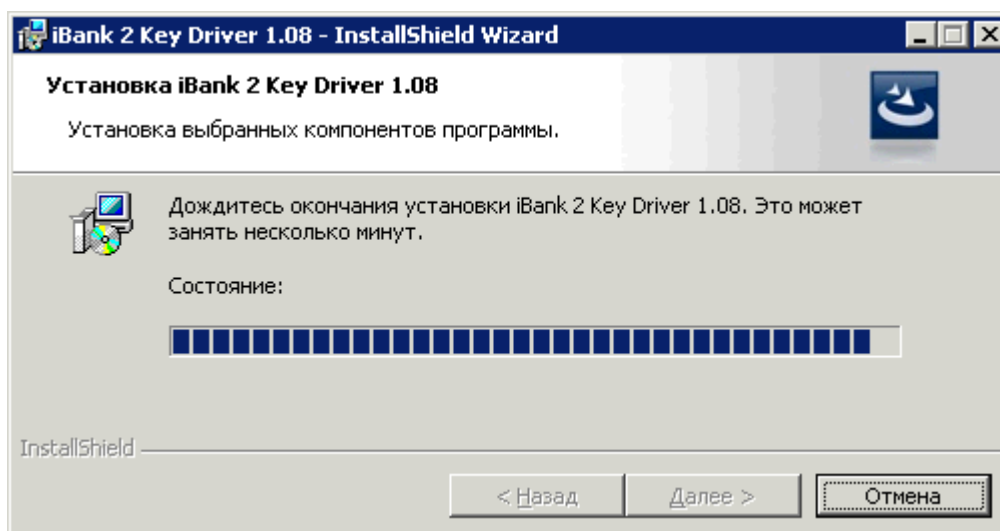 iBank 2 Key Driver 1.08 - InstallShield Wizard
Установка iBank 2 Key Driver 1.08
Установка выбранных компонентов программы.
Дождитесь окончания установки iBank 2 Key Driver 1.08. Это может
занять несколько минут.
Состояние:
InstallShield
< Назад
Далее >
Отмена